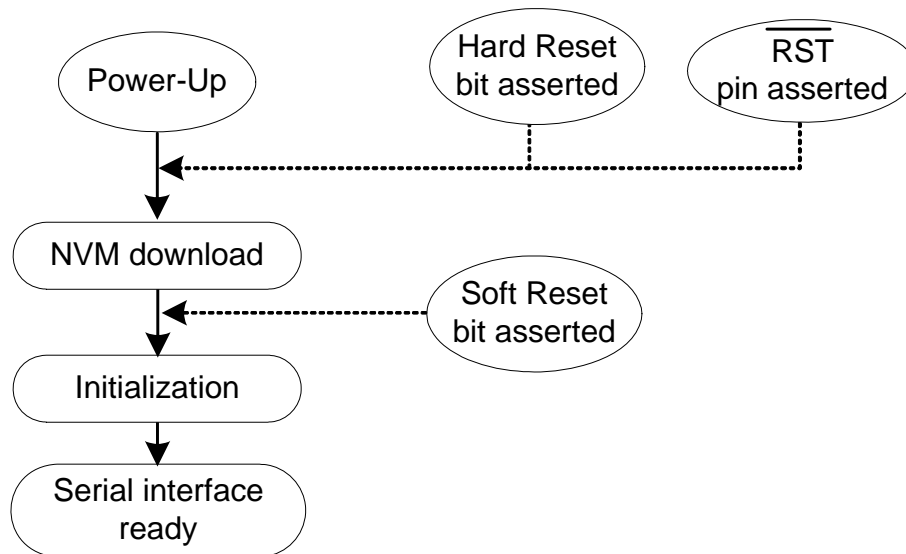 Power-Up
Hard Reset
bit asserted
RST
pin asserted
NVM download
Soft Reset
bit asserted
Initialization
Serial interface
ready